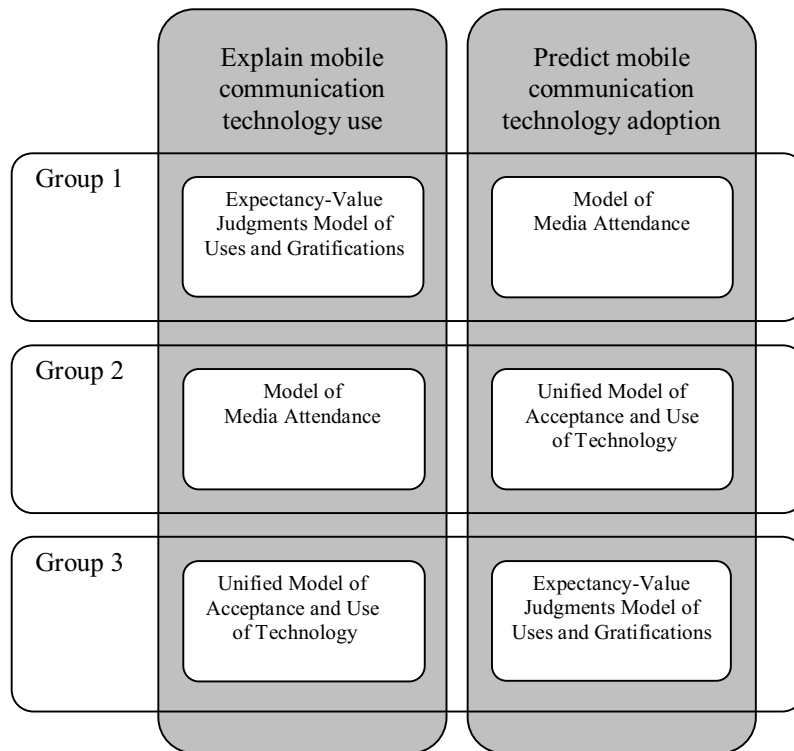 Explain mobile
communication
technology use
Predict mobile
communication
technology adoption
Group 1
Expectancy-Value
Judgments Model of
Uses and Gratifications
Model of
Media Attendance
Group 2
Model of
Media Attendance
Unified Model of
Acceptance and Use
of Technology
Group 3
Unified Model of
Acceptance and Use
of Technology
Expectancy-Value
Judgments Model of
Uses and Gratifications